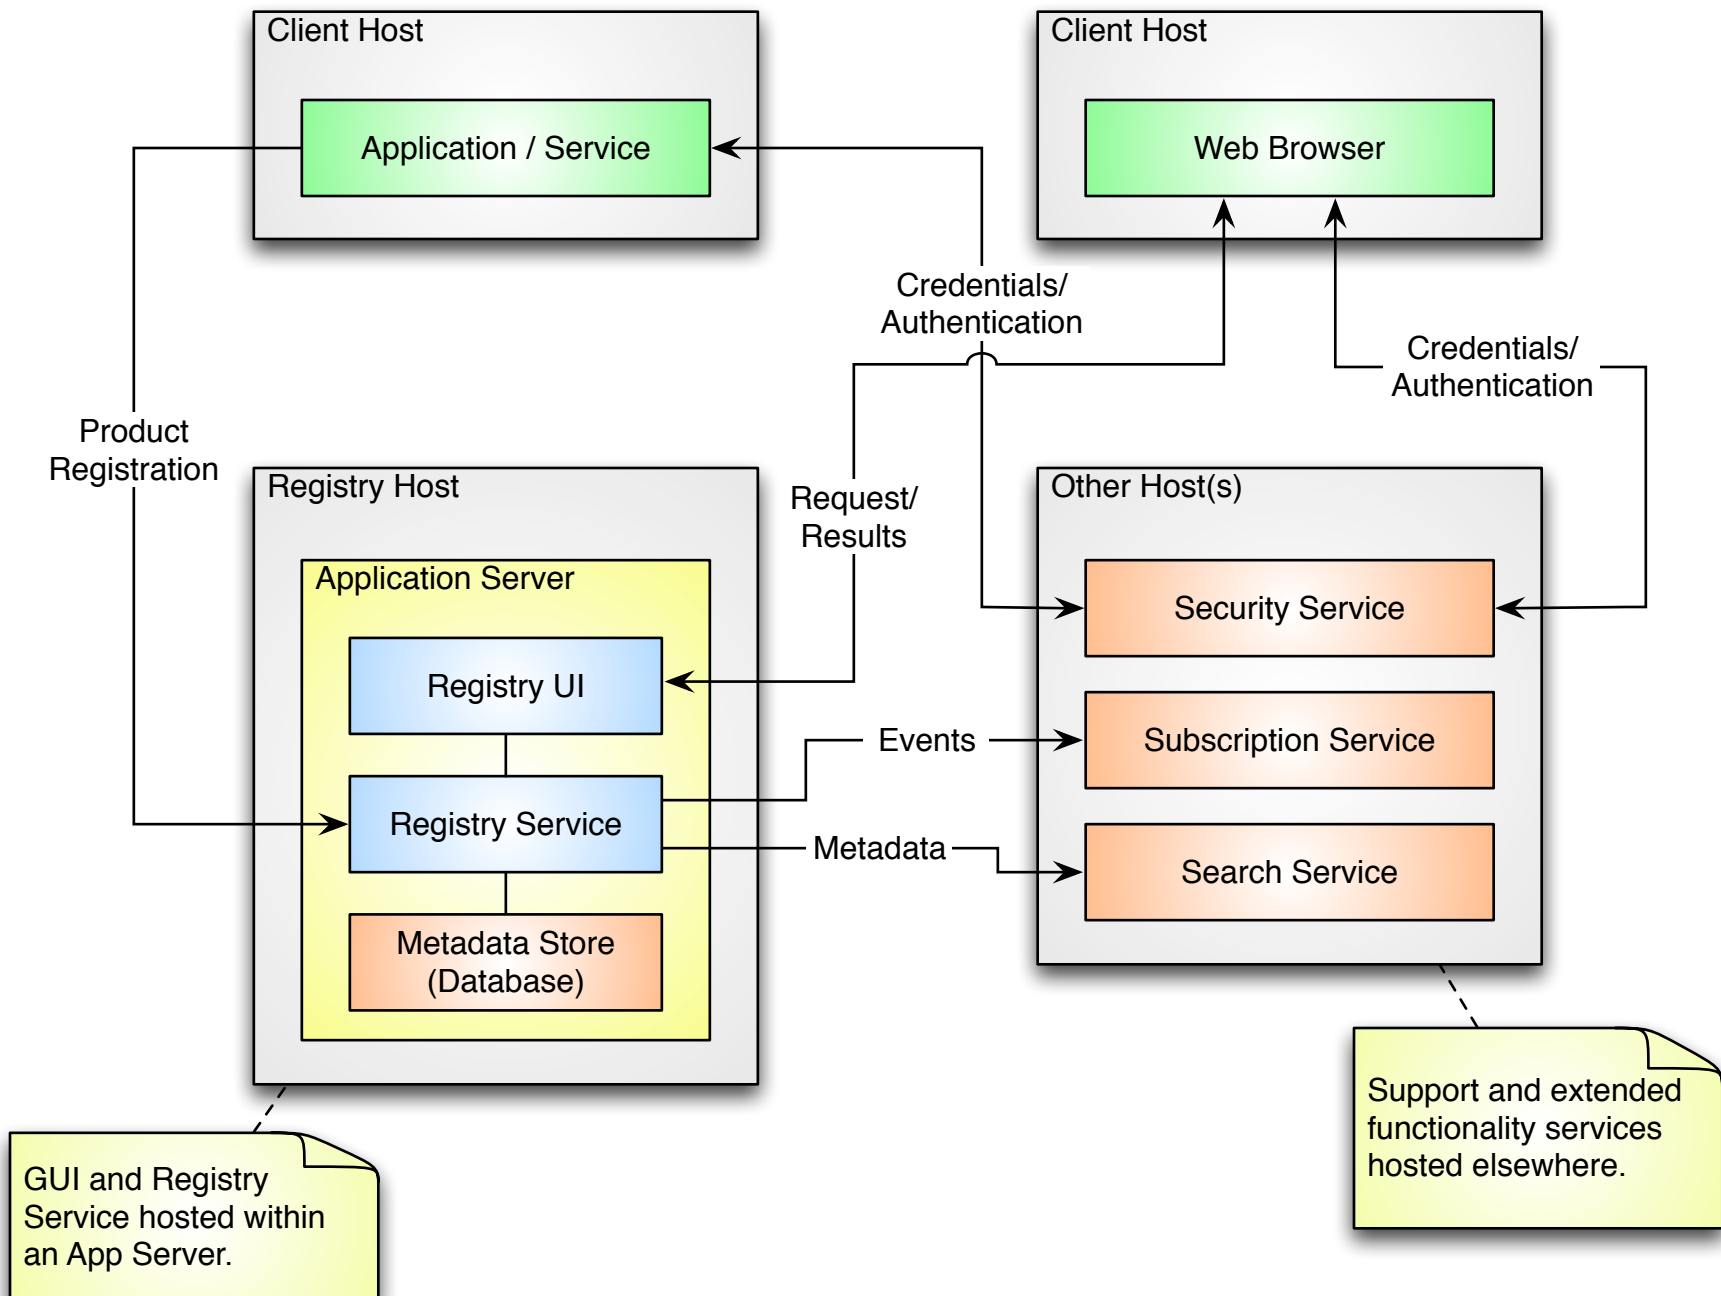 Client Host
Application / Service
Client Host
Web Browser
Credentials/
Authentication
Credentials/
Authentication
Product
Registration
Request/
Results
Registry Host
Application Server
Registry UI
Registry Service
Metadata Store
(Database)
Events
Metadata
Other Host(s)
Security Service
Subscription Service
Search Service
GUI and Registry
Service hosted within
an App Server.
Support and extended
functionality services
hosted elsewhere.